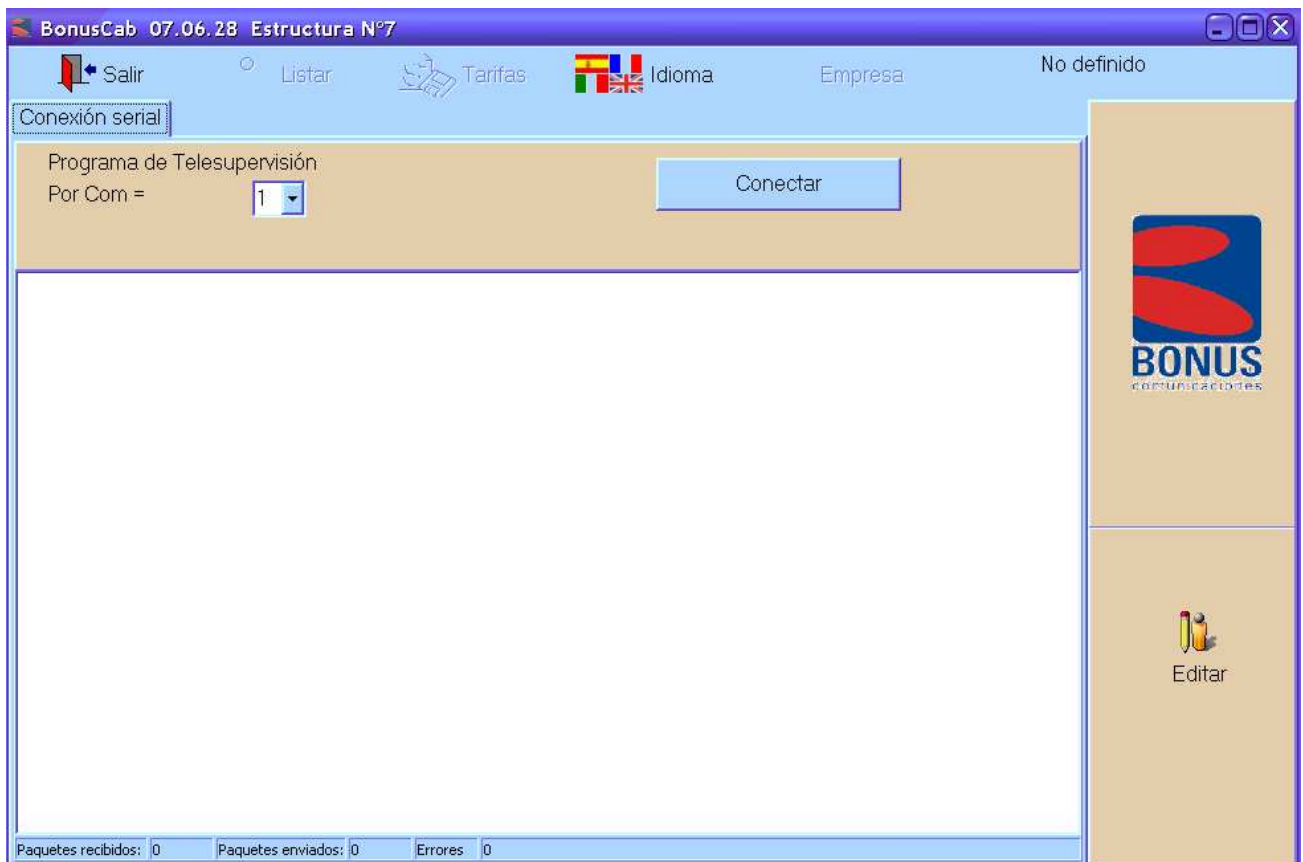 BonusCab 07.06.28 Estructura Nº7
Salir Listar Tarifas Idioma Empresa No definido
Conexión serial
Programa de Telesupervisión
Por Com = 1 Conectar
BONUS
comunicaciones
Editar
Paquetes recibidos: 0 Paquetes enviados: 0 Errores 0